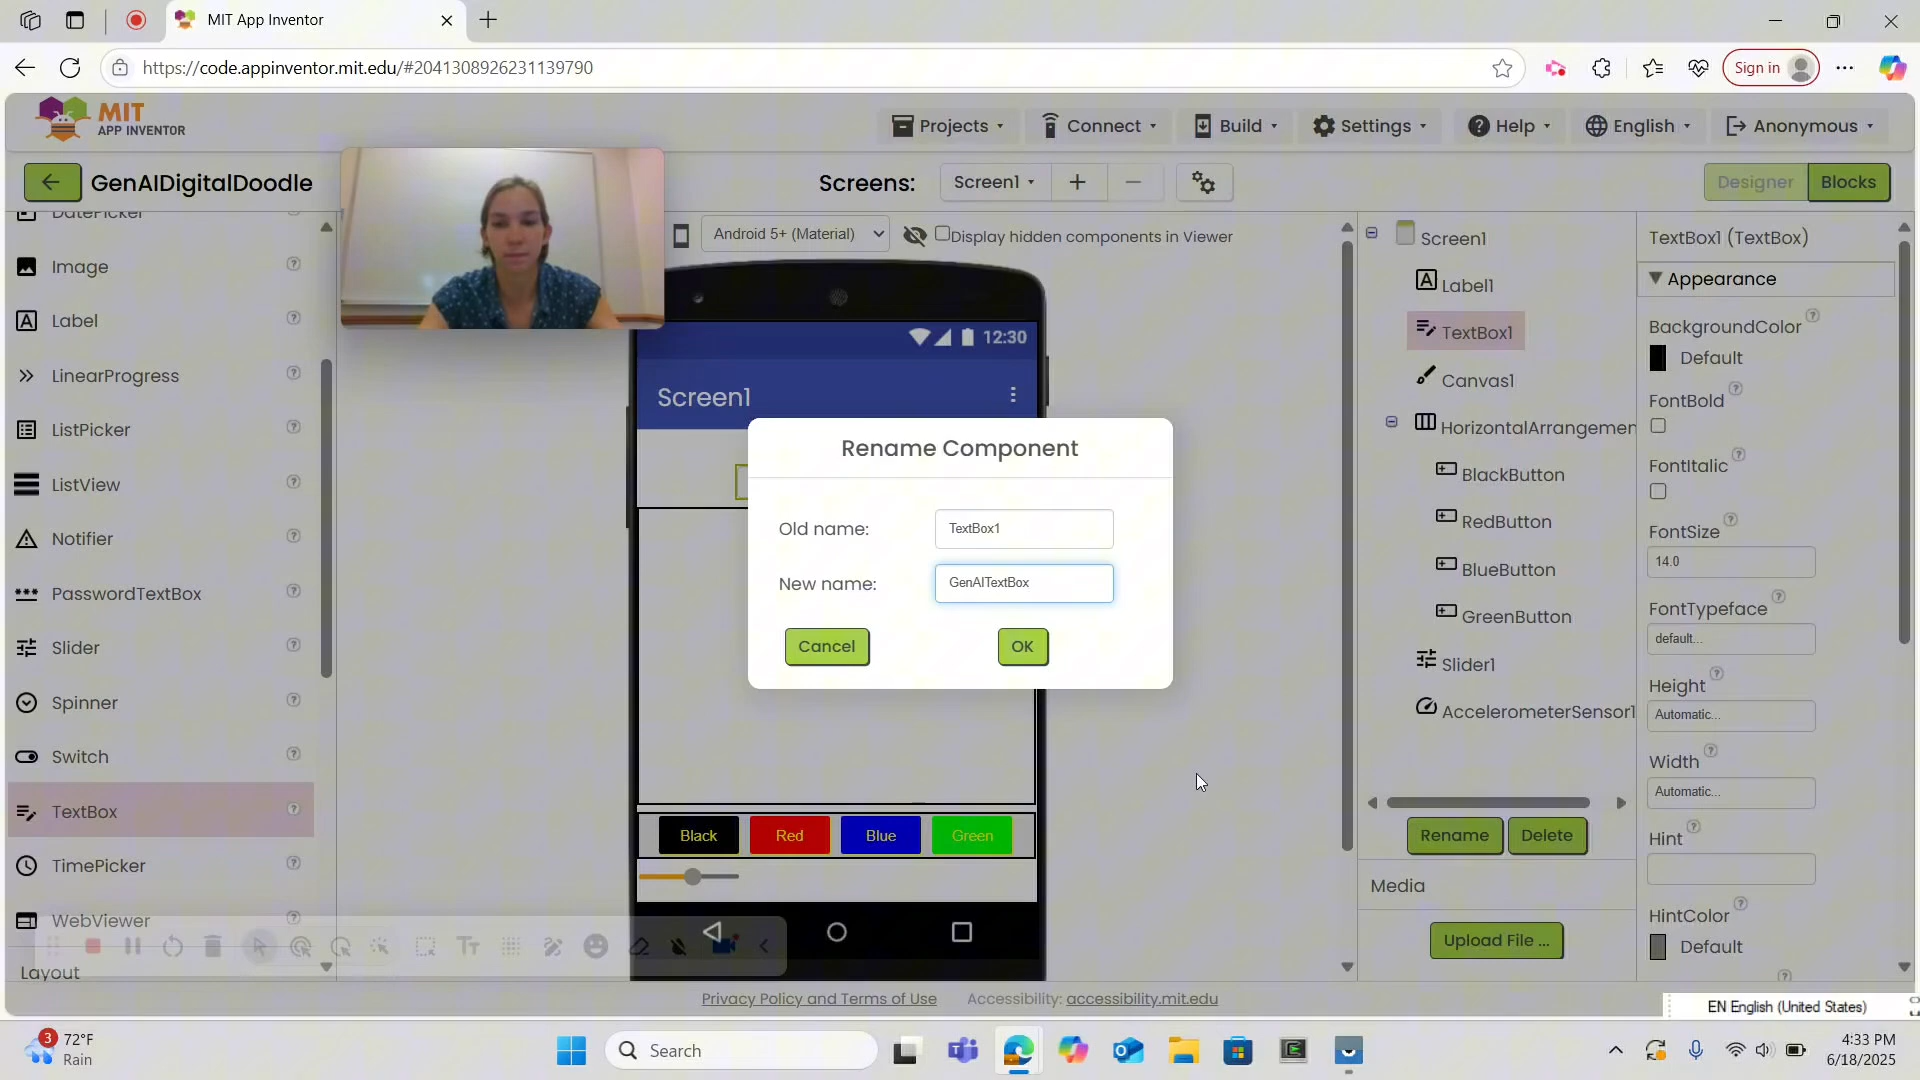 MIT App Inventor
https://code.appinventor.mit.edu/#2041308926231139790
Sign in
MIT
APP INVENTOR
Projects
Connect
Build
Settings
Help
English
Anonymous
GenAIDigitalDoodle
Screens:
Screen1
Designer
Blocks
DatePicker
Image
Label
LinearProgress
ListPicker
ListView
Notifier
PasswordTextBox
Slider
Spinner
Switch
TextBox
TimePicker
WebViewer
Layout
Android 5+ (Material)
Display hidden components in Viewer
12:30
Screen1
Rename Component
Old name:
TextBox1
New name:
GenAITextBox
Cancel
OK
Black
Red
Blue
Green
Screen1
Label1
TextBox1
Canvas1
HorizontalArrangemen
BlackButton
RedButton
BlueButton
GreenButton
Slider1
AccelerometerSensor1
Rename
Delete
Media
Upload File ...
TextBox1 (TextBox)
Appearance
BackgroundColor
Default
FontBold
FontItalic
FontSize
14.0
FontTypeface
default...
Height
Automatic...
Width
Automatic...
Hint
HintColor
Default
Privacy Policy and Terms of Use
Accessibility: accessibility.mit.edu
EN English (United States)
3
72°F
Rain
Search
4:33 PM
6/18/2025